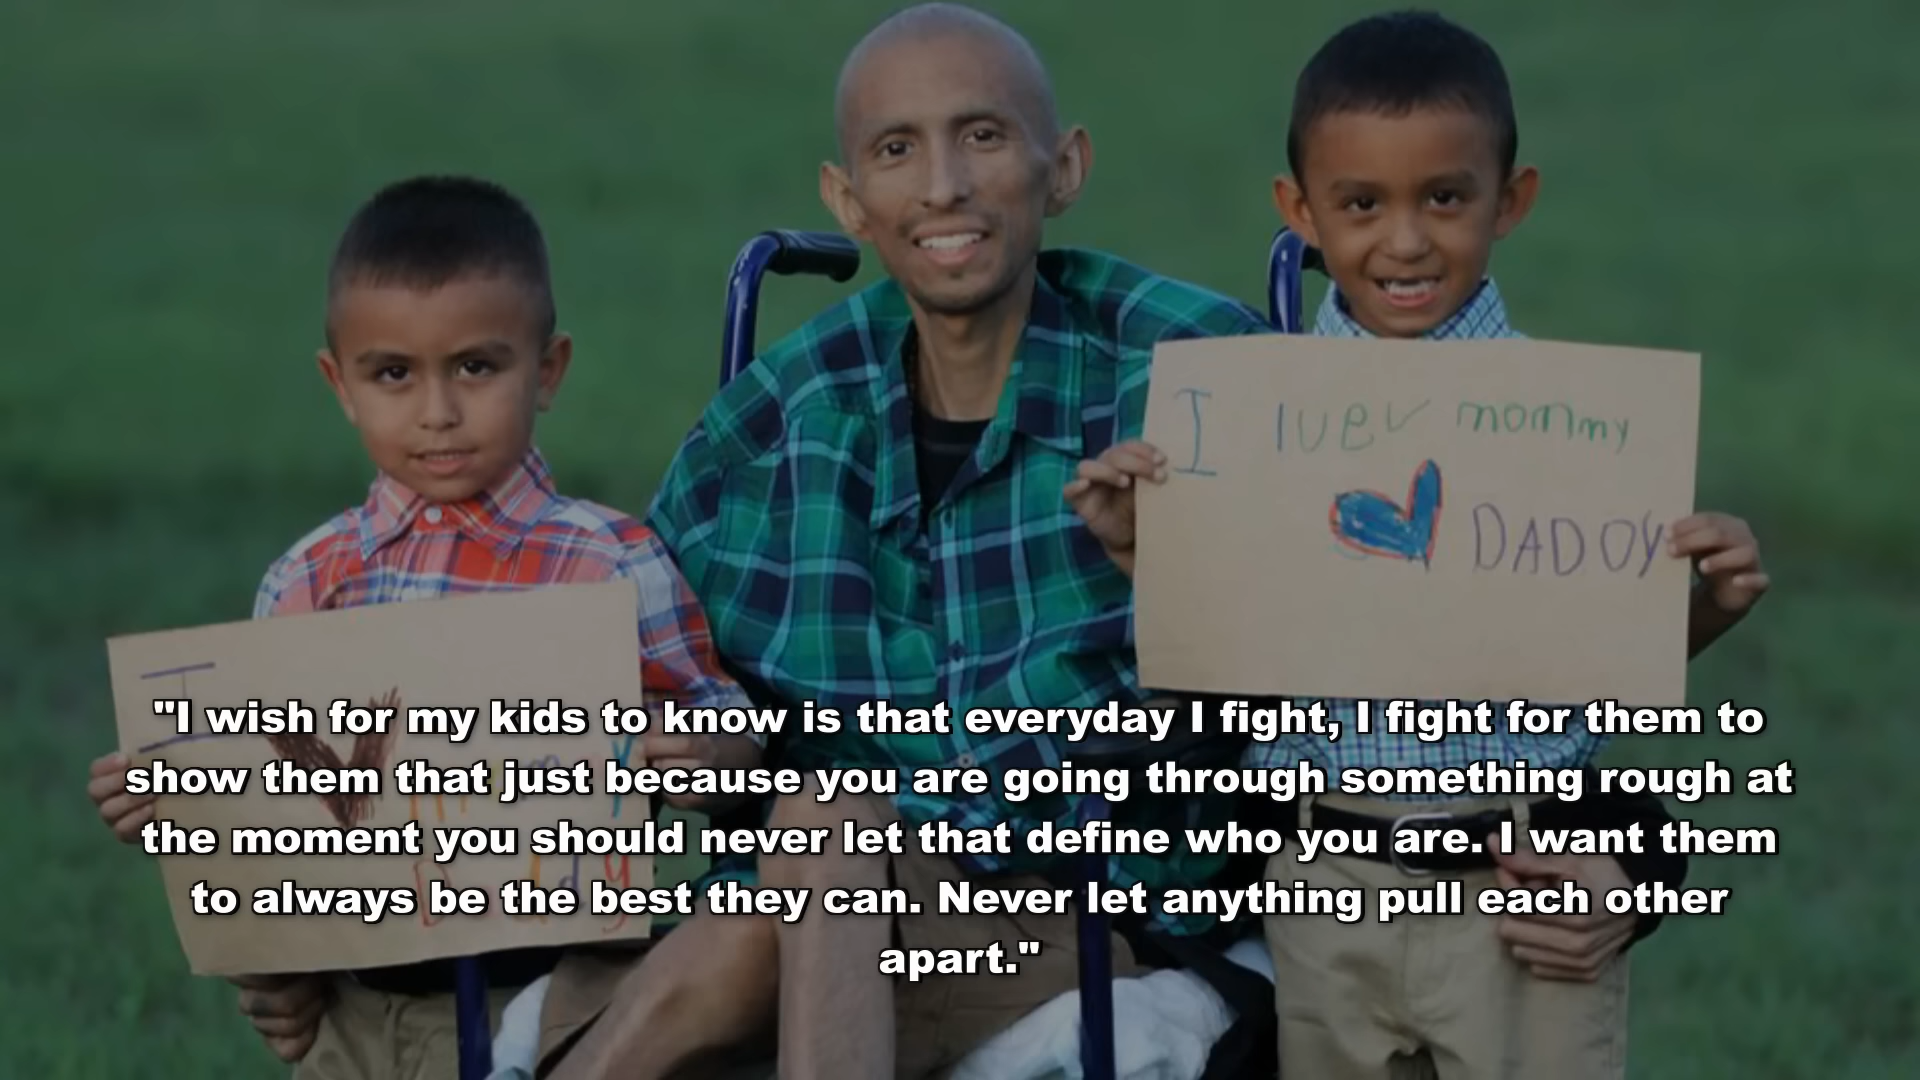 I luev mommy
DADDY
I
"I wish for my kids to know is that everyday I fight, I fight for them to
show them that just because you are going through something rough at
the moment you should never let that define who you are. I want them
to always be the best they can. Never let anything pull each other
apart."